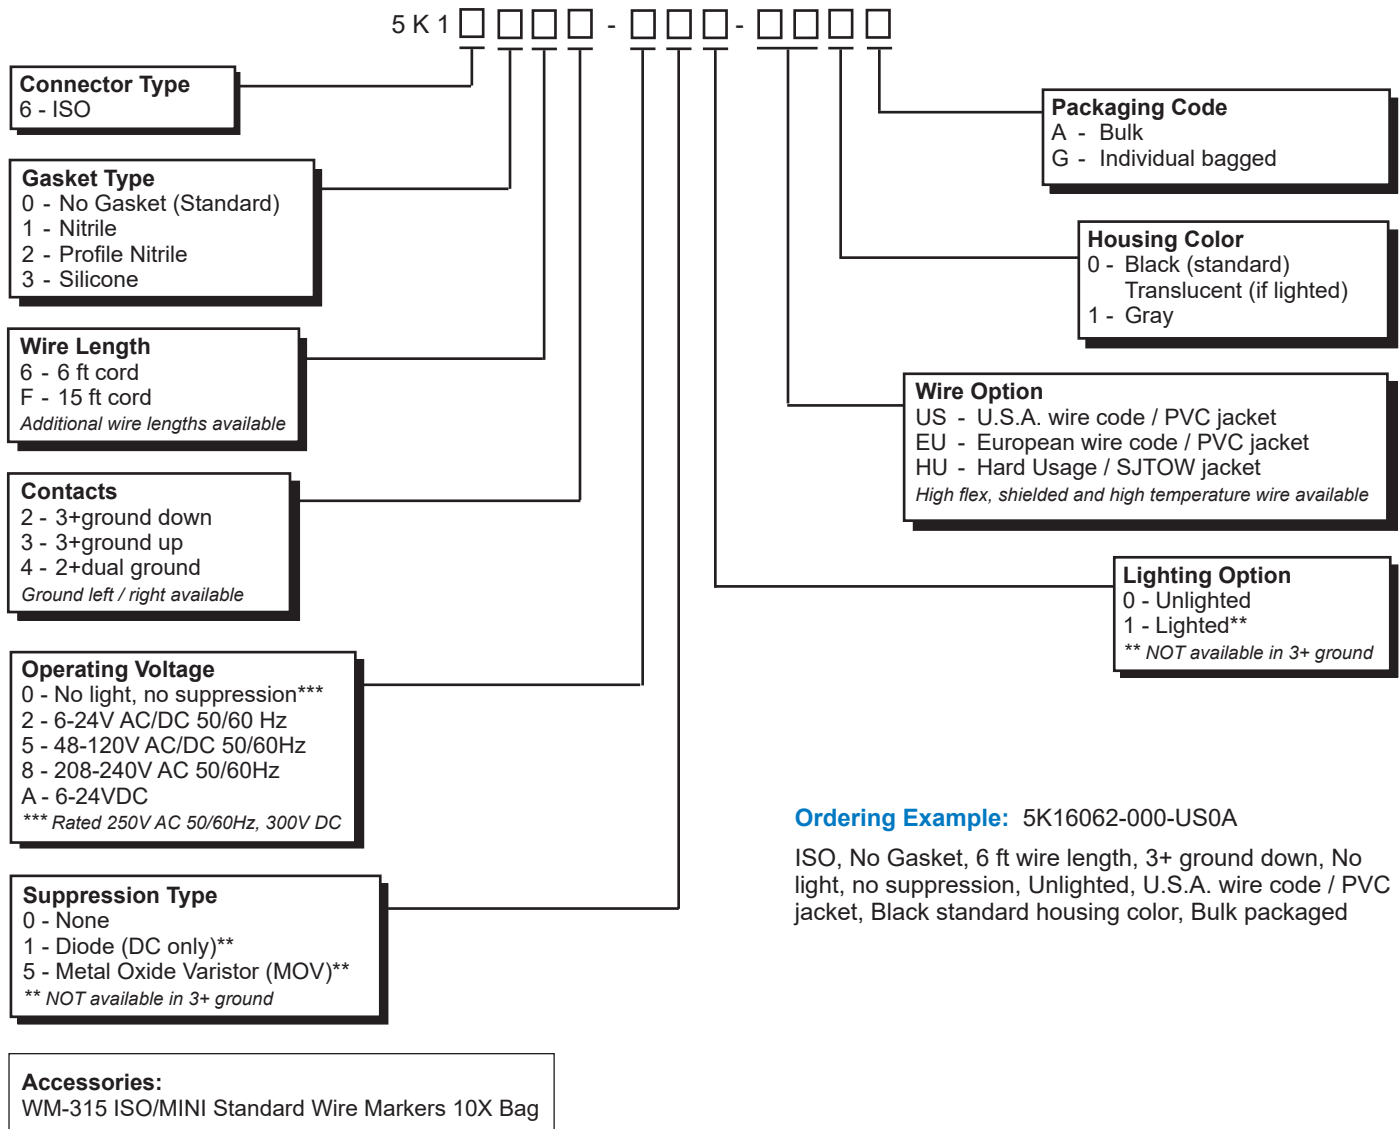 5 K 1 - -
Connector Type
6 - ISO
Gasket Type
0 - No Gasket (Standard)
1 - Nitrile
2 - Profile Nitrile
3 - Silicone
Wire Length
6 - 6 ft cord
F - 15 ft cord
Additional wire lengths available
Contacts
2 - 3+ground down
3 - 3+ground up
4 - 2+dual ground
Ground left / right available
Operating Voltage
0 - No light, no suppression***
2 - 6-24V AC/DC 50/60 Hz
5 - 48-120V AC/DC 50/60Hz
8 - 208-240V AC 50/60Hz
A - 6-24VDC
*** Rated 250V AC 50/60Hz, 300V DC
Suppression Type
0 - None
1 - Diode (DC only)**
5 - Metal Oxide Varistor (MOV)**
** NOT available in 3+ ground
Accessories:
WM-315 ISO/MINI Standard Wire Markers 10X Bag
Packaging Code
A - Bulk
G - Individual bagged
Housing Color
0 - Black (standard)
Translucent (if lighted)
1 - Gray
Wire Option
US - U.S.A. wire code / PVC jacket
EU - European wire code / PVC jacket
HU - Hard Usage / SJTOW jacket
High flex, shielded and high temperature wire available
Lighting Option
0 - Unlighted
1 - Lighted**
** NOT available in 3+ ground
Ordering Example: 5K16062-000-US0A
ISO, No Gasket, 6 ft wire length, 3+ ground down, No
light, no suppression, Unlighted, U.S.A. wire code / PVC
jacket, Black standard housing color, Bulk packaged